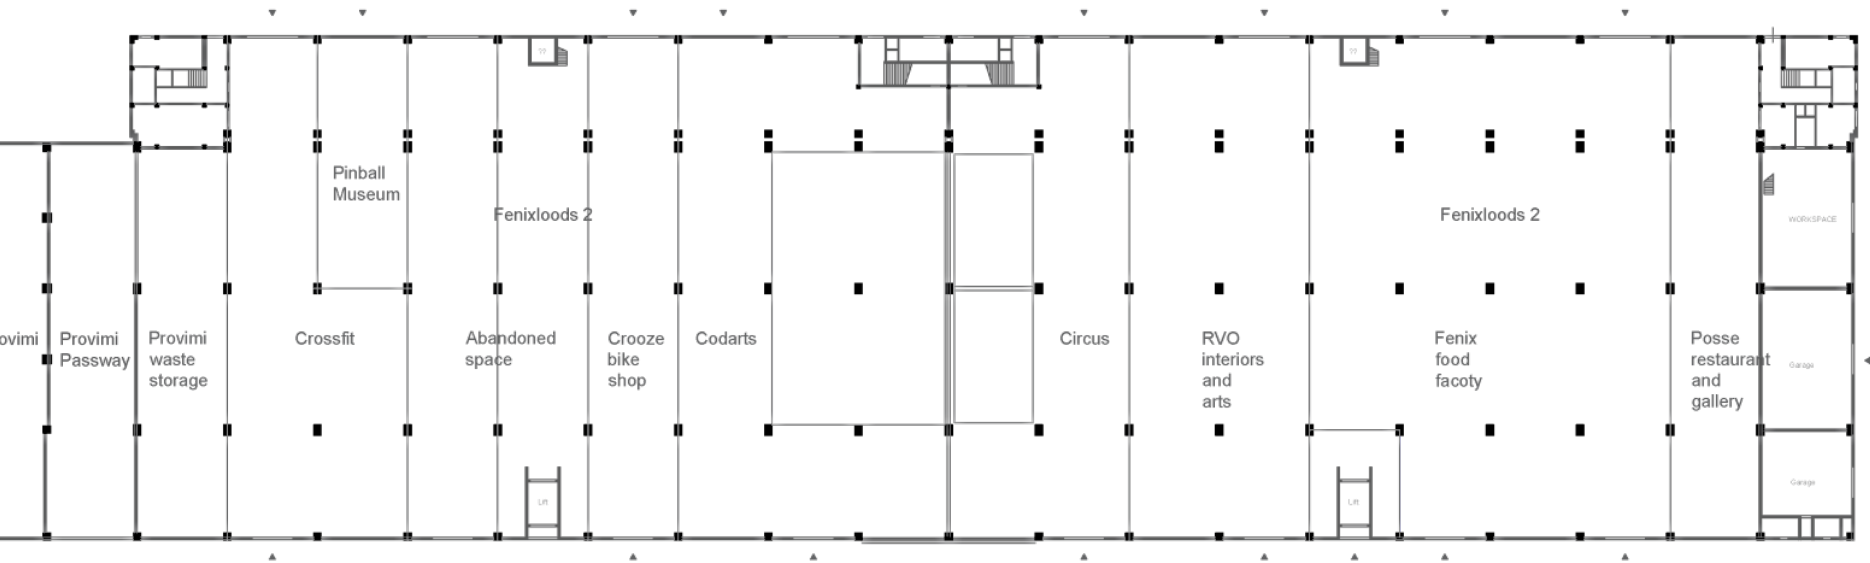 ??
??
Pinball
Museum
Fenixloods 2
Fenixloods 2
WORKSPACE
ovimi
Provimi
Passway
Provimi
waste
storage
Crossfit
Abandoned
space
Crooze
bike
shop
Codarts
Circus
RVO
interiors
and
arts
Fenix
food
facoty
Posse
restaurant
and
gallery
Garage
Lift
Lift
Garage